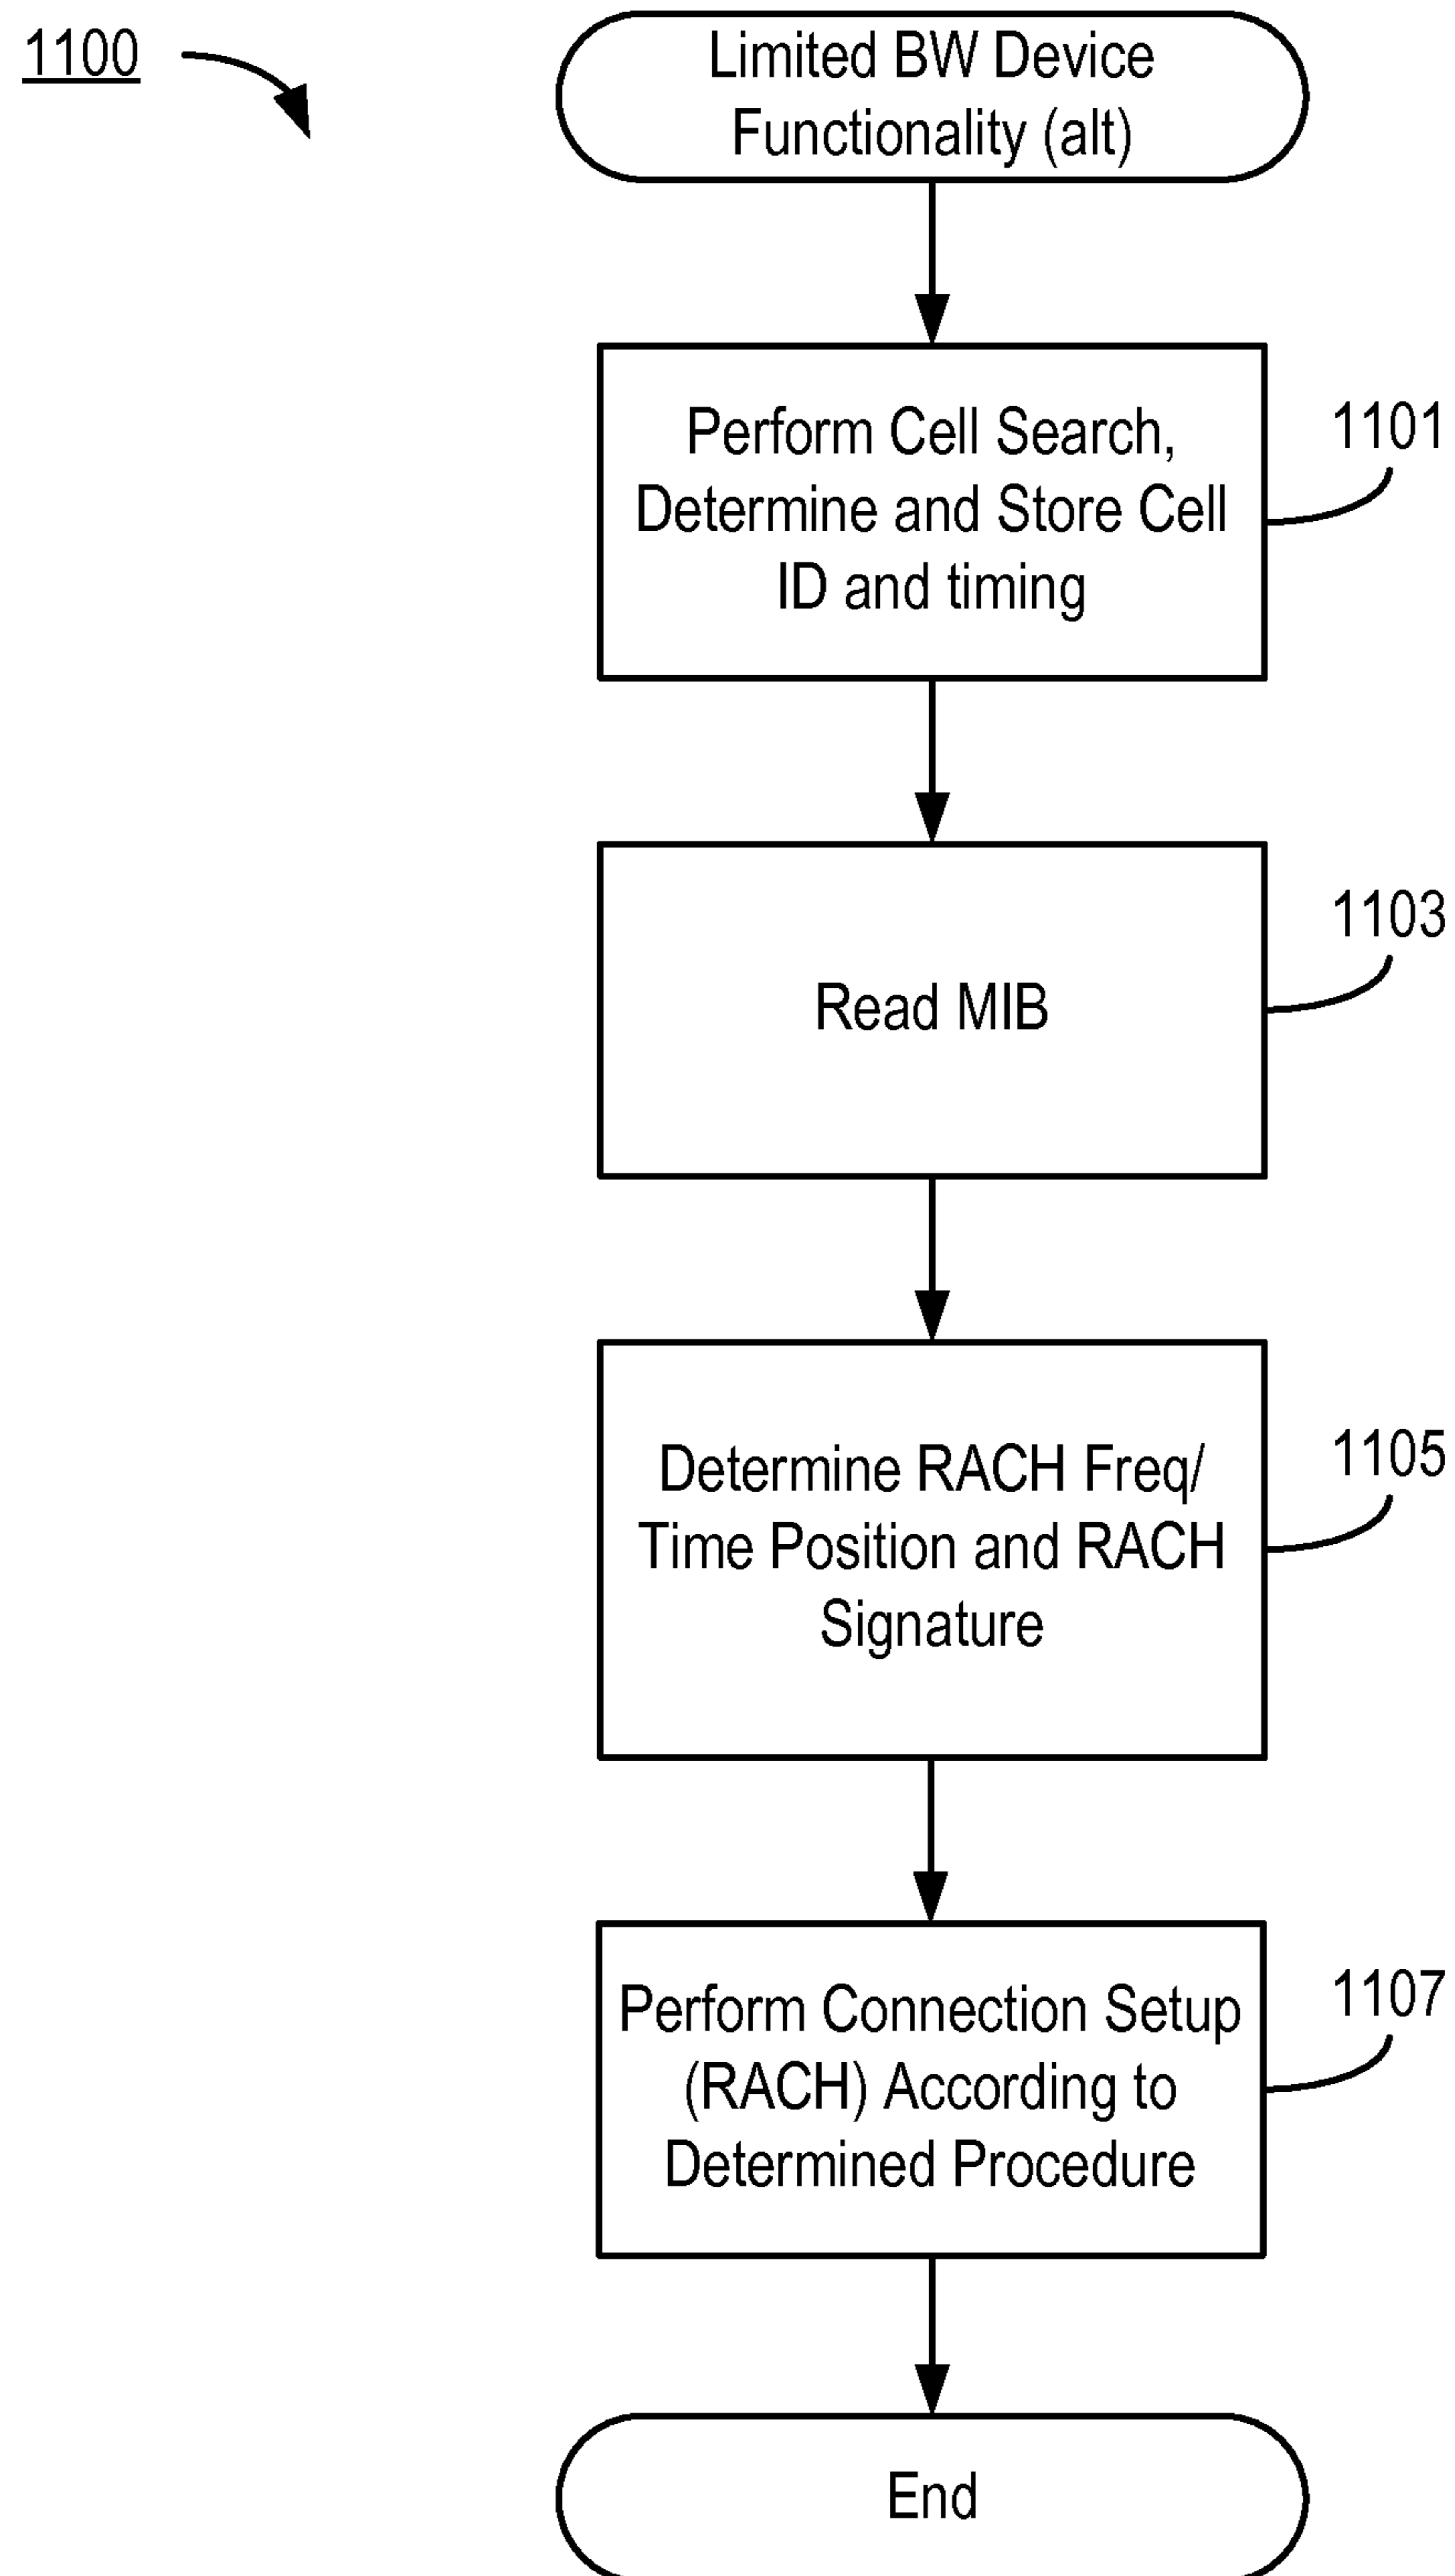 1100
Limited BW Device
Functionality (alt)
Perform Cell Search,
Determine and Store Cell
ID and timing
1101
Read MIB
1103
Determine RACH Freq/
Time Position and RACH
Signature
1105
Perform Connection Setup
(RACH) According to
Determined Procedure
1107
End